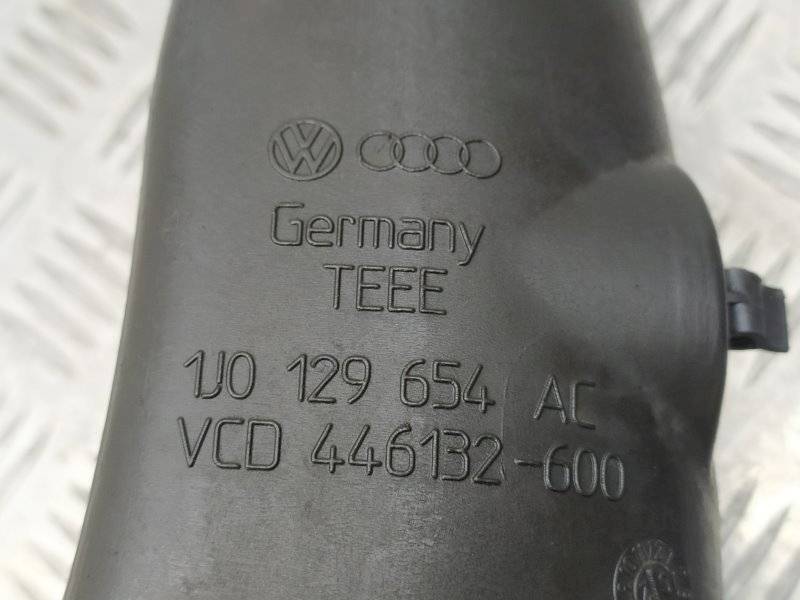 Germany
TEEE
1J0 129 654 AC
VCD 446132-600